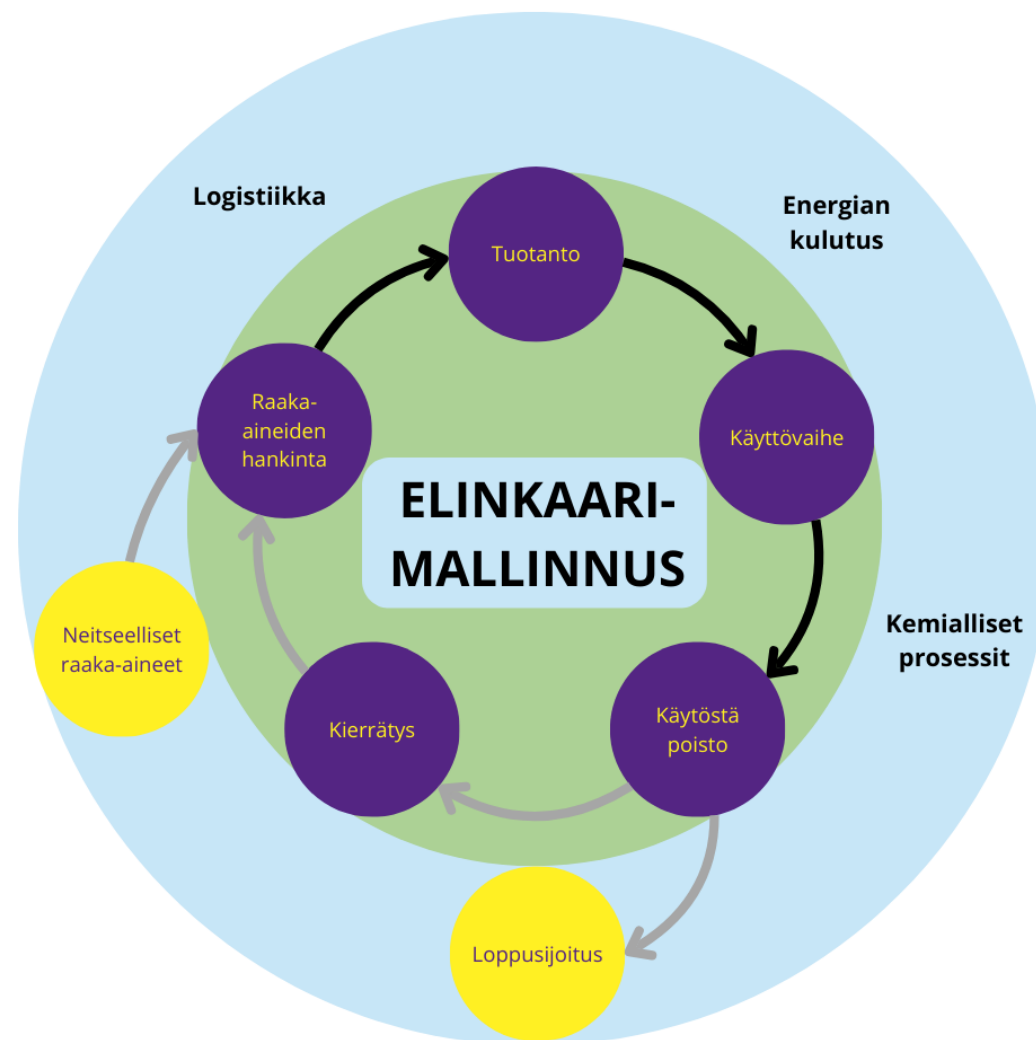 Logistiikka
Energian
kulutus
Tuotanto
Raaka-
aineiden
hankinta
Käyttövaihe
ELINKAARI-
MALLINNUS
Kemialliset
prosessit
Neitseelliset
raaka-aineet
Kierrätys
Käytöstä
poisto
Loppusijoitus